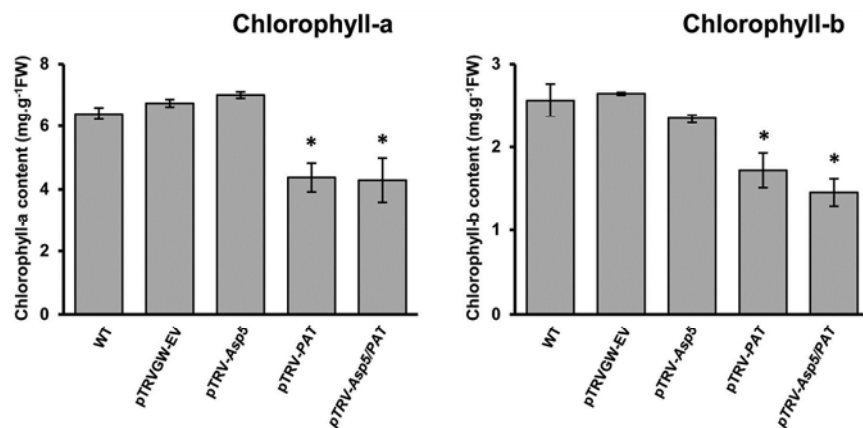 Chlorophyll-a
Chlorophyll-a content (mg.g⁻¹FW)
8
6
4
2
0
*
*
WT
pTRVGW-EV
pTRV-Asp5
pTRV-PAT
pTRV-Asp5/PAT
Chlorophyll-b
Chlorophyll-b content (mg.g⁻¹FW)
3
2
1
0
*
*
WT
pTRVGW-EV
pTRV-Asp5
pTRV-PAT
pTRV-Asp5/PAT